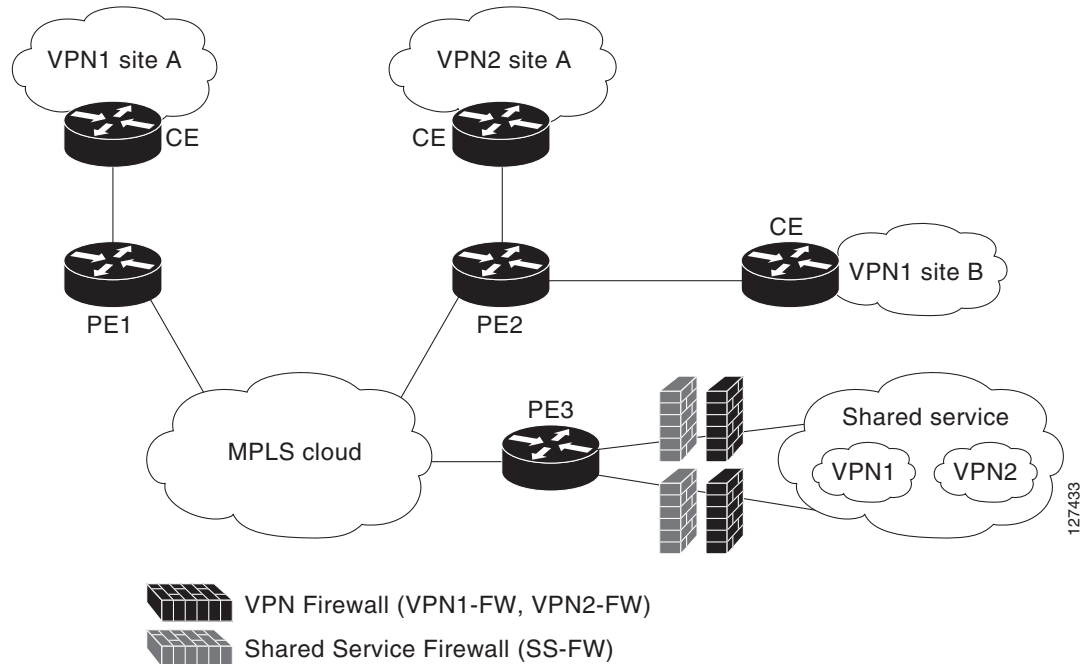 VPN1 site A
VPN2 site A
CE
CE
CE
VPN1 site B
PE1
PE2
PE3
MPLS cloud
Shared service
VPN1
VPN2
127433
VPN Firewall (VPN1-FW, VPN2-FW)
Shared Service Firewall (SS-FW)